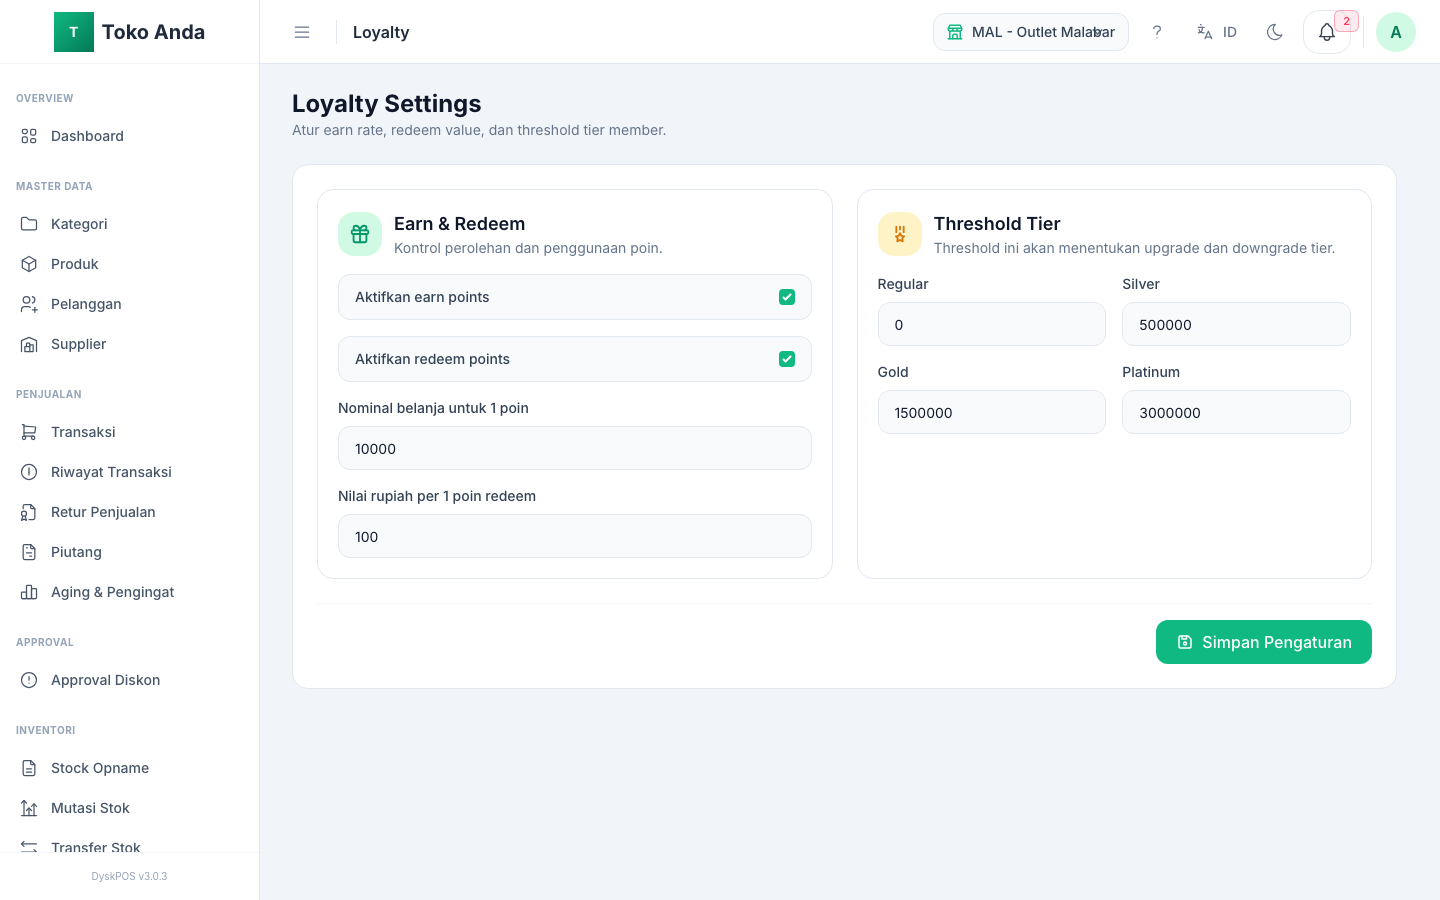 T
Toko Anda
Loyalty
MAL - Outlet Malabar
?
ID
2
A
OVERVIEW
Dashboard
MASTER DATA
Kategori
Produk
Pelanggan
Supplier
PENJUALAN
Transaksi
Riwayat Transaksi
Retur Penjualan
Piutang
Aging & Pengingat
APPROVAL
Approval Diskon
INVENTORI
Stock Opname
Mutasi Stok
Transfer Stok
DyskPOS v3.0.3
Loyalty Settings
Atur earn rate, redeem value, dan threshold tier member.
Earn & Redeem
Kontrol perolehan dan penggunaan poin.
Aktifkan earn points
Aktifkan redeem points
Nominal belanja untuk 1 poin
10000
Nilai rupiah per 1 poin redeem
100
Threshold Tier
Threshold ini akan menentukan upgrade dan downgrade tier.
Regular
Silver
0
500000
Gold
Platinum
1500000
3000000
Simpan Pengaturan